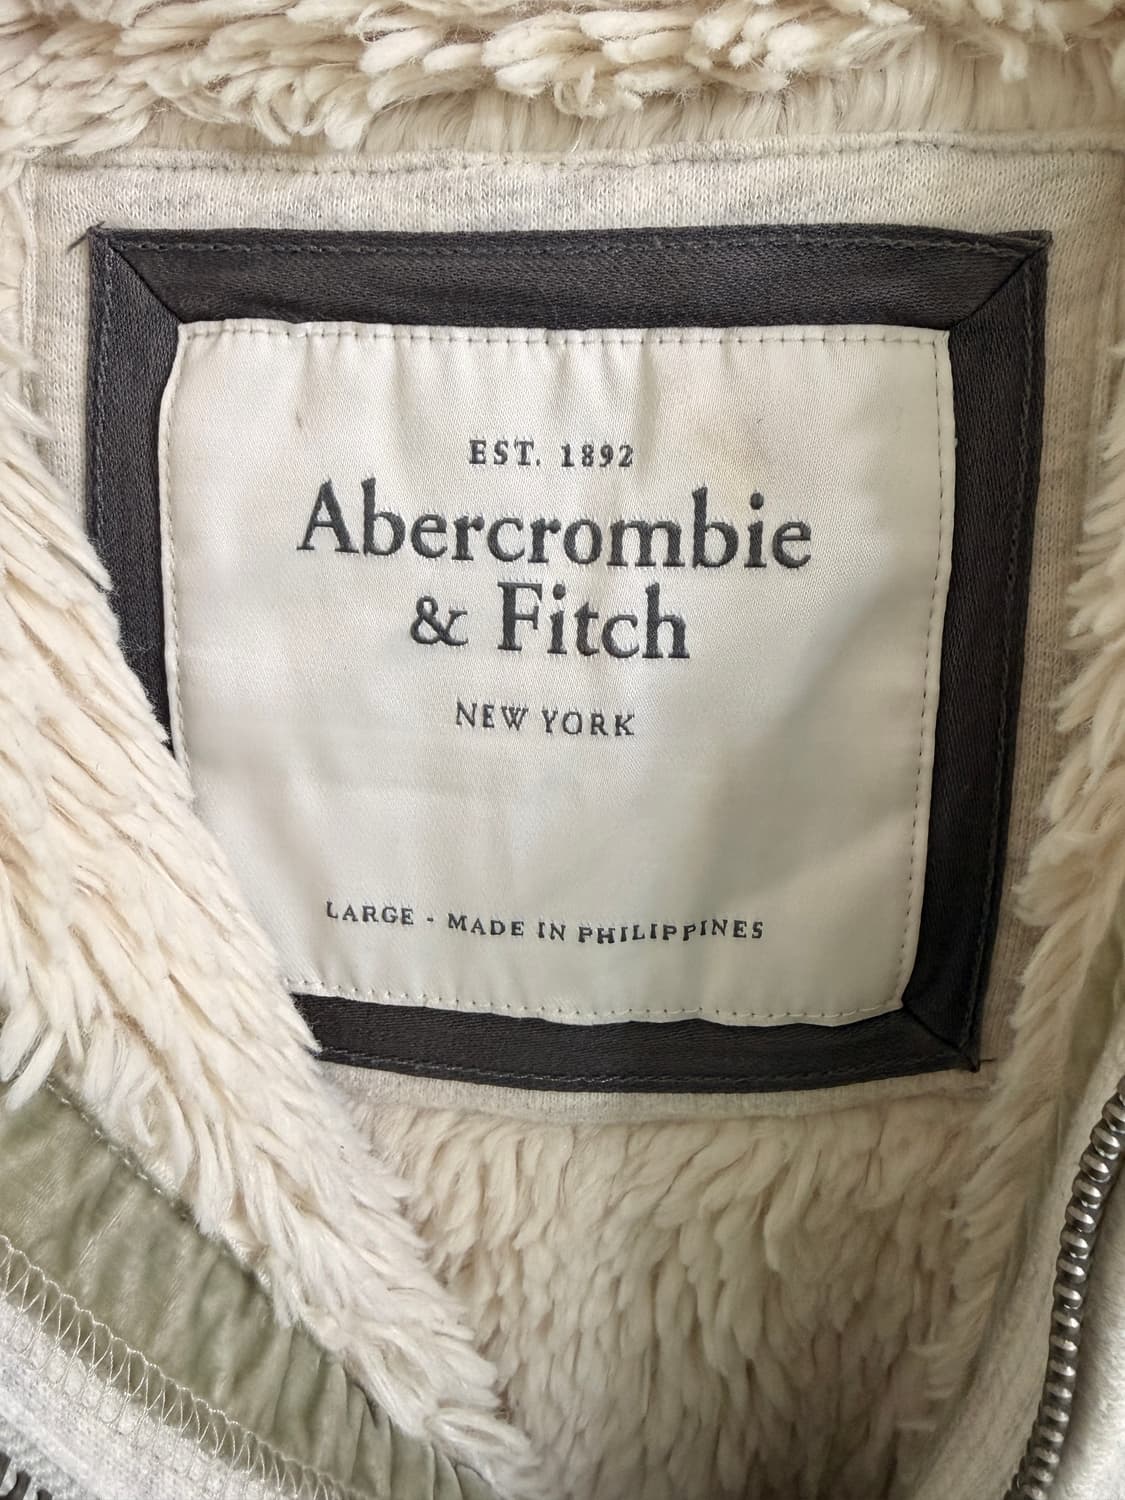 EST. 1892
Abercrombie
& Fitch
NEW YORK
LARGE - MADE IN PHILIPPINES